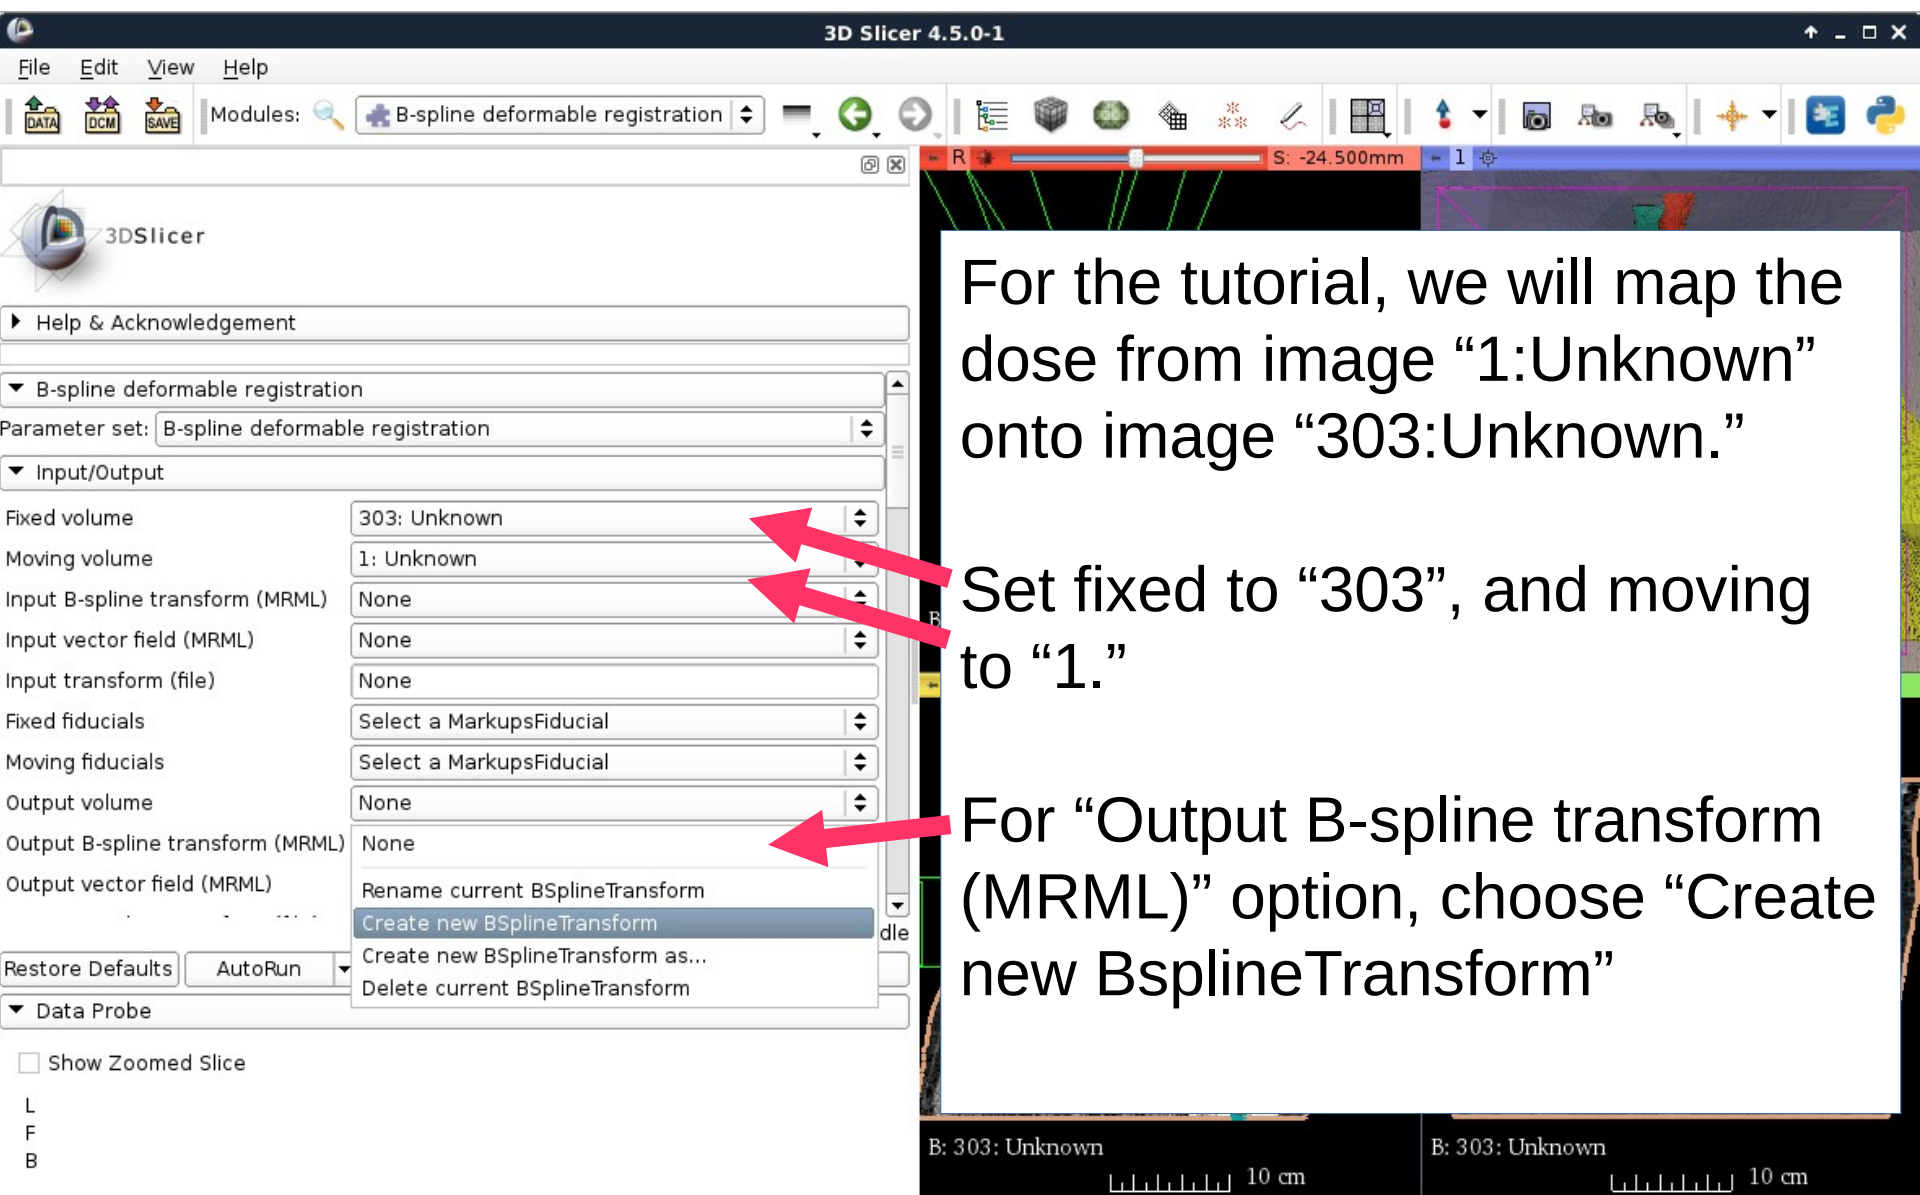 3D Slicer 4.5.0-1
File Edit View Help
DATA DCM SAVE Modules: B-spline deformable registration
R S: -24.500mm 1
3DSlicer
Help & Acknowledgement
B-spline deformable registration
Parameter set: B-spline deformable registration
Input/Output
Fixed volume 303: Unknown
Moving volume 1: Unknown
Input B-spline transform (MRML) None
Input vector field (MRML) None
Input transform (file) None
Fixed fiducials Select a MarkupsFiducial
Moving fiducials Select a MarkupsFiducial
Output volume None
Output B-spline transform (MRML) None
Output vector field (MRML)
Rename current BSplineTransform
Create new BSplineTransform
Create new BSplineTransform as...
Delete current BSplineTransform
dle
Restore Defaults AutoRun
Data Probe
Show Zoomed Slice
L
F
B
For the tutorial, we will map the
dose from image “1:Unknown”
onto image “303:Unknown.”
Set fixed to “303”, and moving
to “1.”
For “Output B-spline transform
(MRML)” option, choose “Create
new BsplineTransform”
B
B: 303: Unknown
10 cm
B: 303: Unknown
10 cm